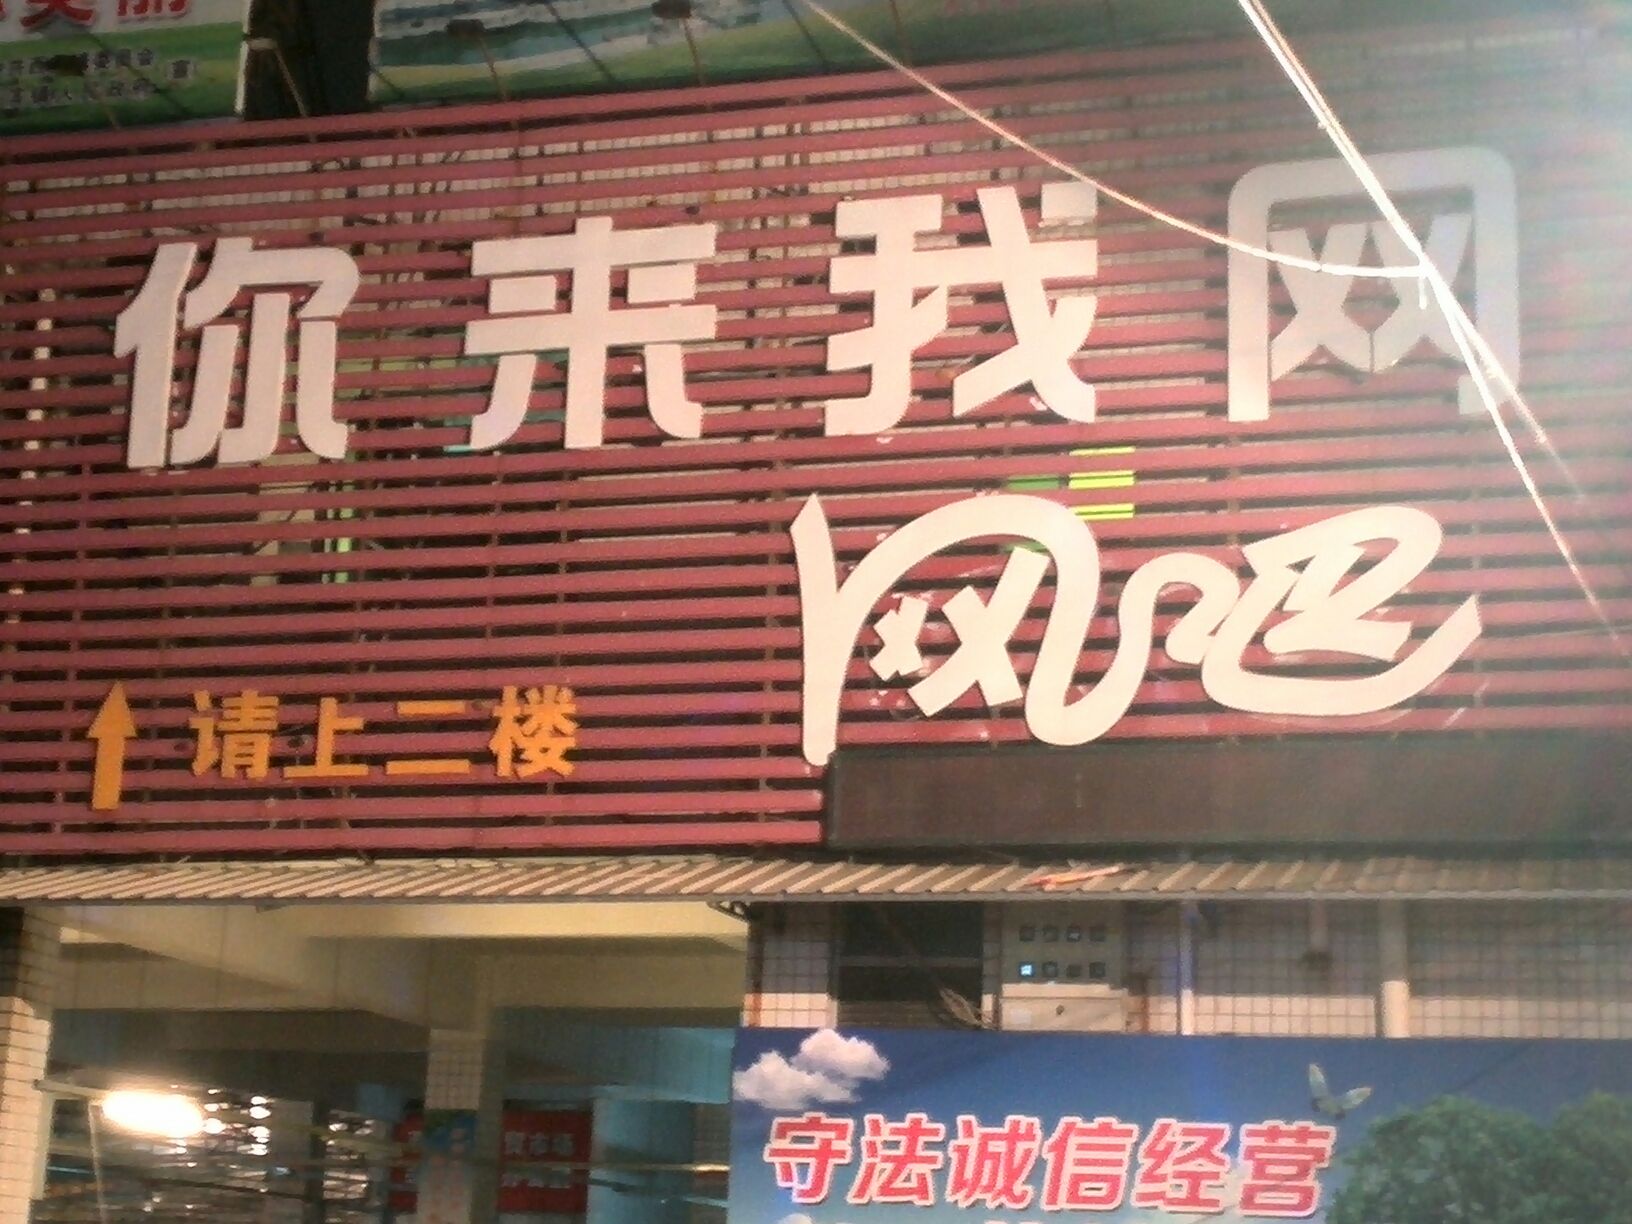 你来我网
网吧
请上二楼
守法诚信经营